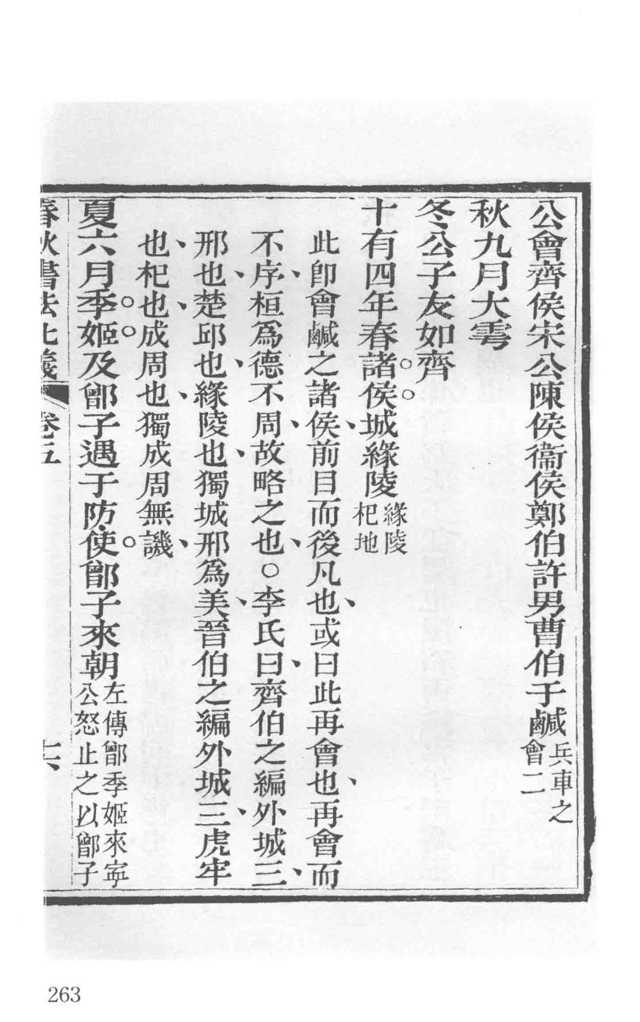 公會齊侯宋公陳侯衞侯鄭伯許男曹伯于鹹兵車之會二
秋九月大雩
冬公子友如齊
十有四年春諸侯城緣陵緣陵杞地
此卽會鹹之諸侯前目而後凡也或曰此再會也再會而
不序桓爲德不周故略之也○李氏曰齊伯之編外城三
邢也楚邱也緣陵也獨城邢爲美晉伯之編外城三虎牢
也杞也成周也獨成周無譏
夏六月季姬及鄫子遇于防使鄫子來朝左傳鄫季姬來寧公怒止之以鄫子
春秋書法比義 卷五
263